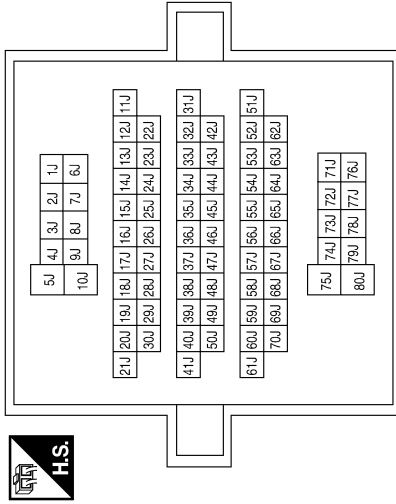 H.S.
5J 4J 3J 2J 1J
10J 9J 8J 7J 6J
21J 20J 19J 18J 17J 16J 15J 14J 13J 12J 11J
30J 29J 28J 27J 26J 25J 24J 23J 22J
41J 40J 39J 38J 37J 36J 35J 34J 33J 32J 31J
50J 49J 48J 47J 46J 45J 44J 43J 42J
61J 60J 59J 58J 57J 56J 55J 54J 53J 52J 51J
70J 69J 68J 67J 66J 65J 64J 63J 62J
75J 74J 73J 72J 71J
80J 79J 78J 77J 76J